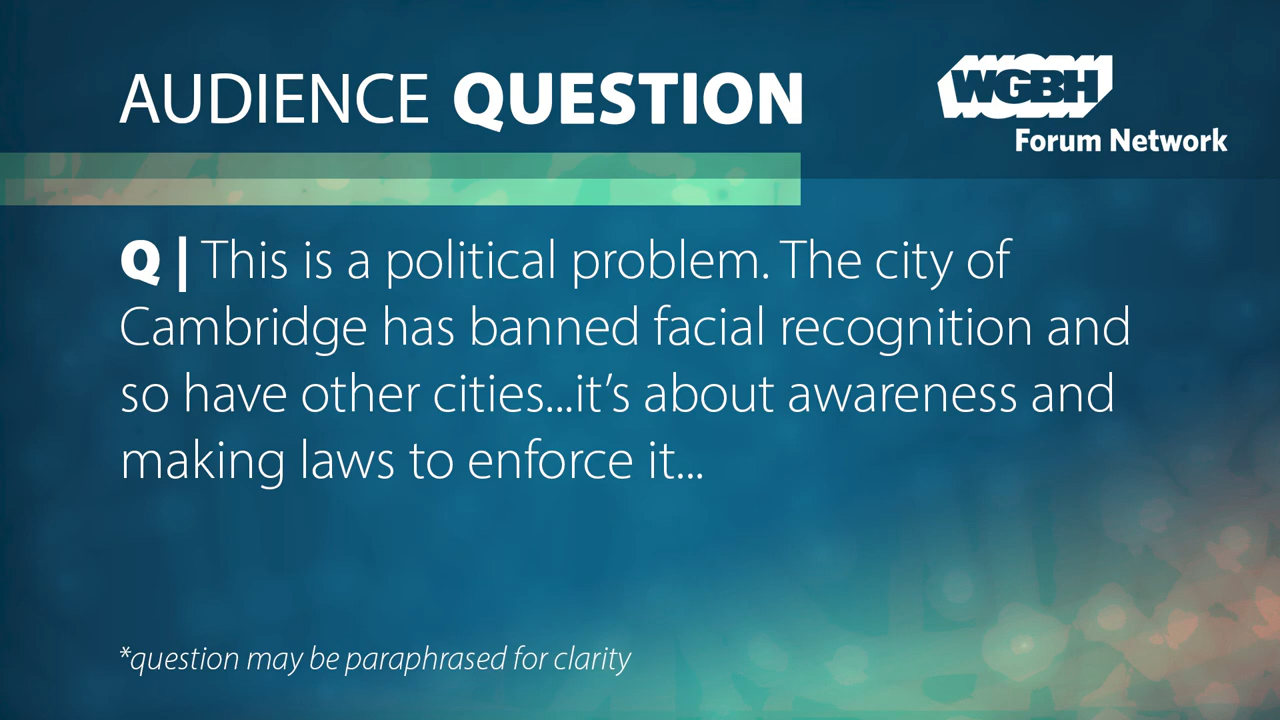 AUDIENCE QUESTION
WGBH
Forum Network
Q | This is a political problem. The city of
Cambridge has banned facial recognition and
so have other cities...it’s about awareness and
making laws to enforce it...
*question may be paraphrased for clarity